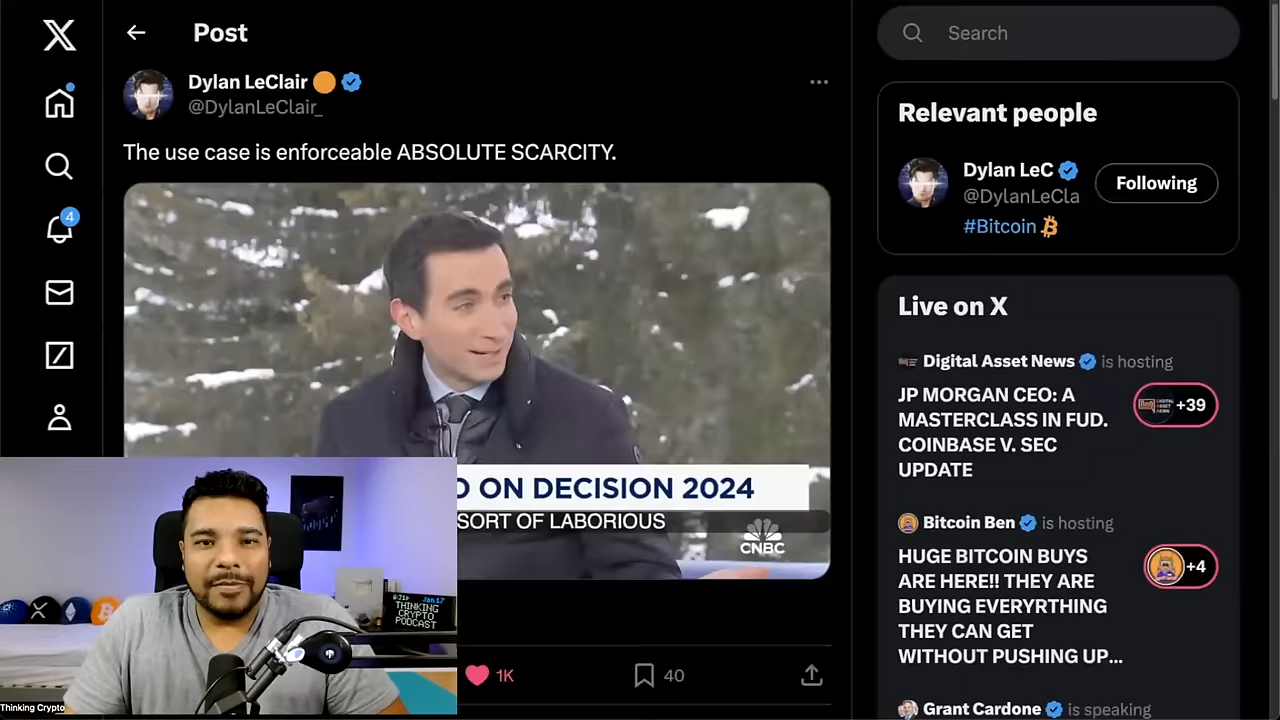 Post
Search
Dylan LeClair
@DylanLeClair_
The use case is enforceable ABSOLUTE SCARCITY.
D ON DECISION 2024
SORT OF LABORIOUS
CNBC
1K
40
4
Relevant people
Dylan LeC
@DylanLeCla
Following
#Bitcoin
Live on X
Digital Asset News is hosting
JP MORGAN CEO: A
MASTERCLASS IN FUD.
COINBASE V. SEC
UPDATE
+39
Bitcoin Ben is hosting
HUGE BITCOIN BUYS
ARE HERE!! THEY ARE
BUYING EVERYRTHING
THEY CAN GET
WITHOUT PUSHING UP...
+4
Grant Cardone is speaking
Jan 17
THINKING
CRYPTO
PODCAST
Thinking Crypto